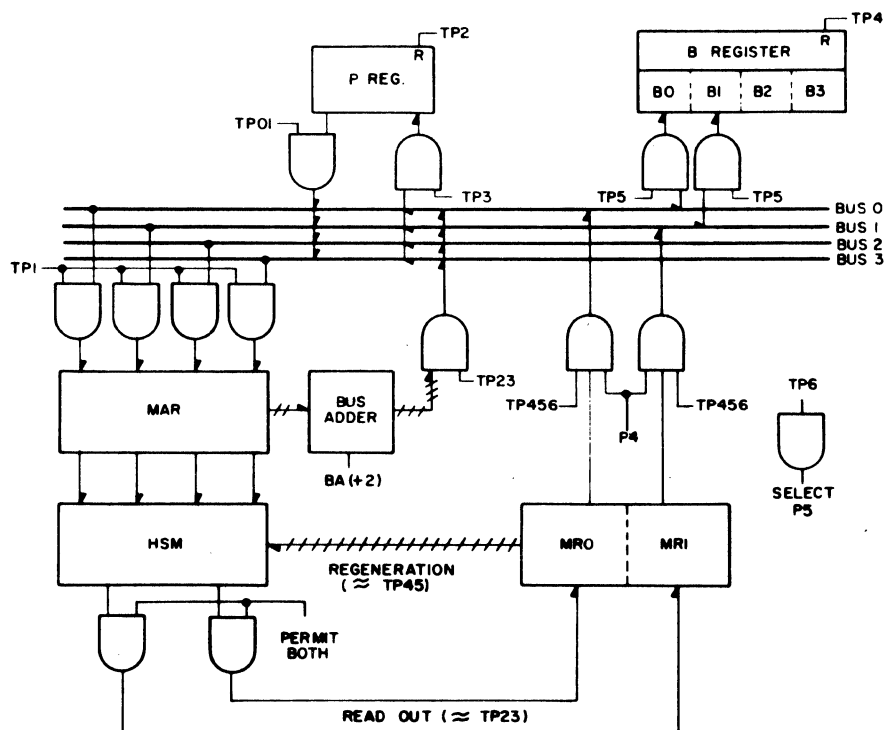 TP2
R
P REG.
TP4
R
B REGISTER
B0 B1 B2 B3
TP01
TP3
TP5
TP5
BUS 0
BUS 1
BUS 2
BUS 3
TP1
TP23
TP456
P4
TP456
TP6
SELECT
P5
MAR
BUS
ADDER
BA (+2)
HSM
REGENERATION
(≈ TP45)
MR0
MR1
PERMIT
BOTH
READ OUT (≈ TP23)